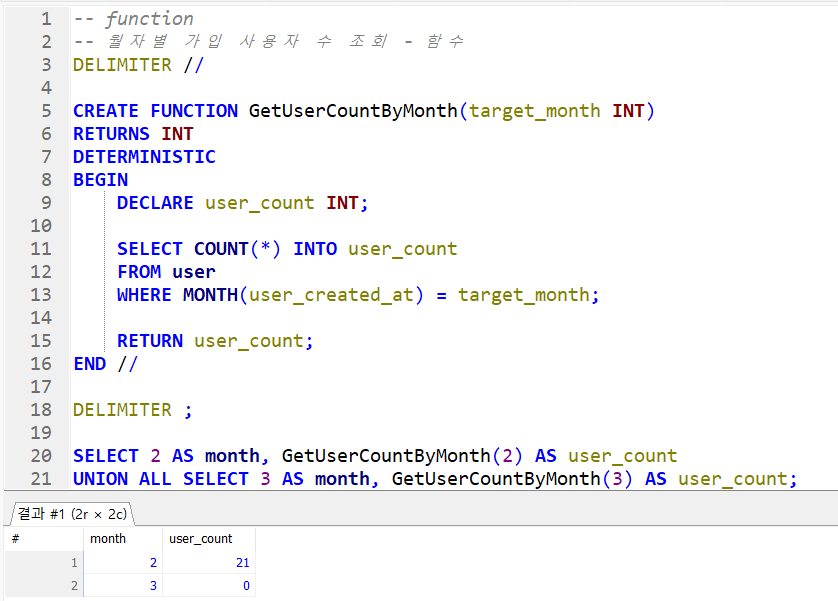 1 -- function
2 -- 월자별 가입 사용자 수 조회 - 함수
3 DELIMITER //
4
5 CREATE FUNCTION GetUserCountByMonth(target_month INT)
6 RETURNS INT
7 DETERMINISTIC
8 BEGIN
9 DECLARE user_count INT;
10
11 SELECT COUNT(*) INTO user_count
12 FROM user
13 WHERE MONTH(user_created_at) = target_month;
14
15 RETURN user_count;
16 END //
17
18 DELIMITER ;
19
20 SELECT 2 AS month, GetUserCountByMonth(2) AS user_count
21 UNION ALL SELECT 3 AS month, GetUserCountByMonth(3) AS user_count;
결과 #1 (2r × 2c)
# month user_count
1 2 21
2 3 0